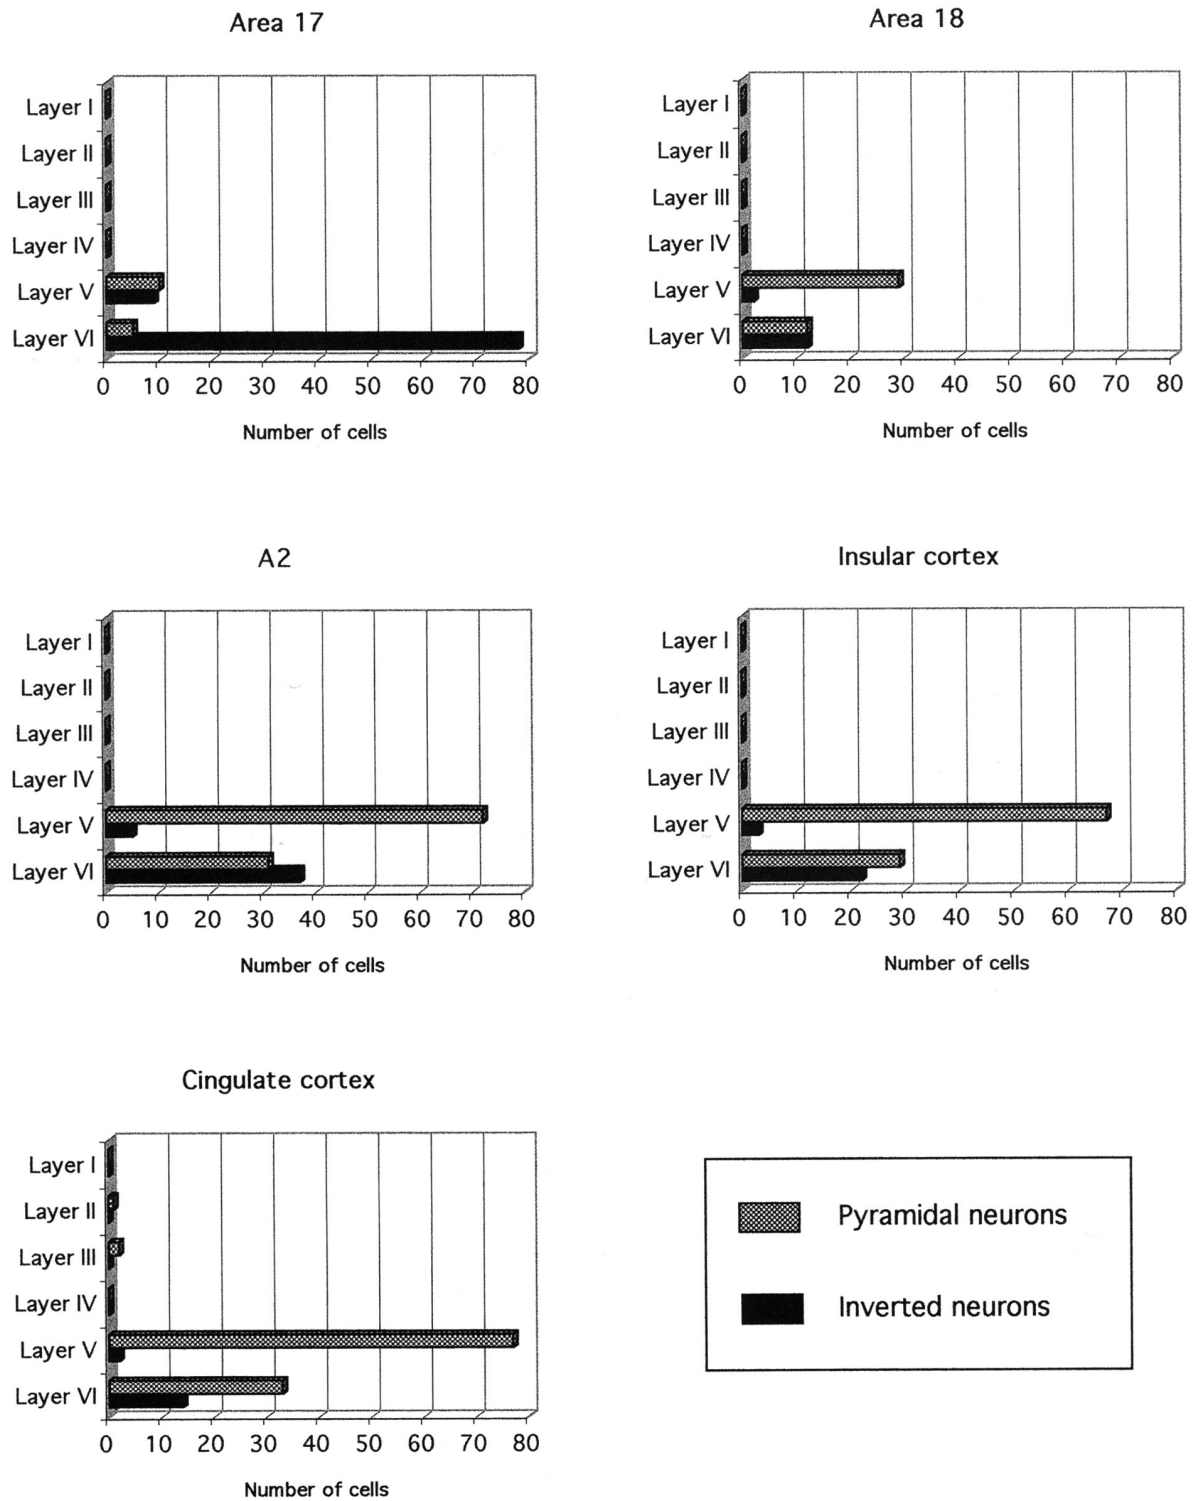 Area 17
Layer I
Layer II
Layer III
Layer IV
Layer V
Layer VI
0 10 20 30 40 50 60 70 80
Number of cells
Area 18
Layer I
Layer II
Layer III
Layer IV
Layer V
Layer VI
0 10 20 30 40 50 60 70 80
Number of cells
A2
Layer I
Layer II
Layer III
Layer IV
Layer V
Layer VI
0 10 20 30 40 50 60 70 80
Number of cells
Insular cortex
Layer I
Layer II
Layer III
Layer IV
Layer V
Layer VI
0 10 20 30 40 50 60 70 80
Number of cells
Cingulate cortex
Layer I
Layer II
Layer III
Layer IV
Layer V
Layer VI
0 10 20 30 40 50 60 70 80
Number of cells
Pyramidal neurons
Inverted neurons